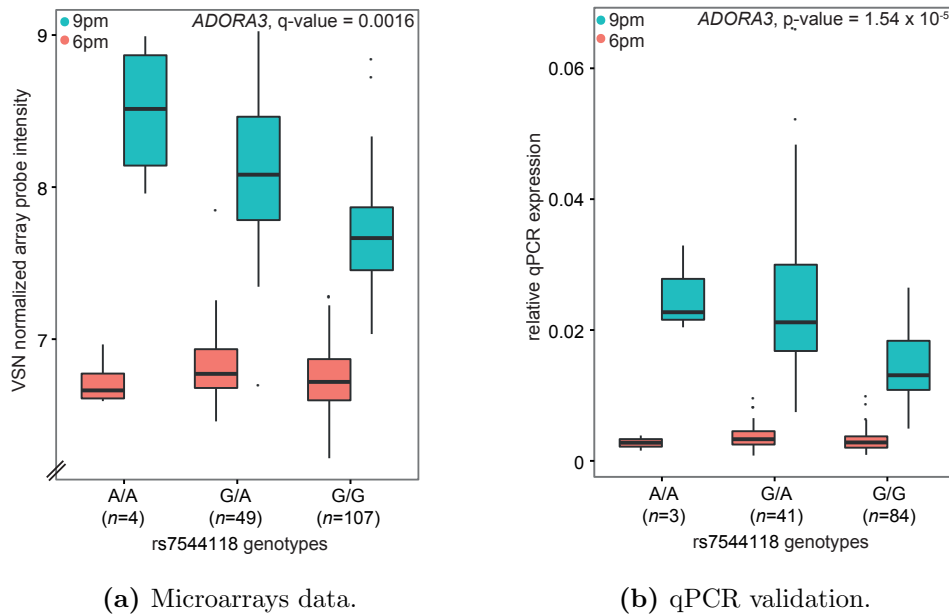 9pm
6pm
ADORA3, q-value = 0.0016
VSN normalized array probe intensity
9
8
7
A/A
G/A
G/G
(n=4)
(n=49)
(n=107)
rs7544118 genotypes
(a) Microarrays data.
9pm
6pm
ADORA3, p-value = 1.54 x 10⁻⁵
relative qPCR expression
0.06
0.04
0.02
0
A/A
G/A
G/G
(n=3)
(n=41)
(n=84)
rs7544118 genotypes
(b) qPCR validation.